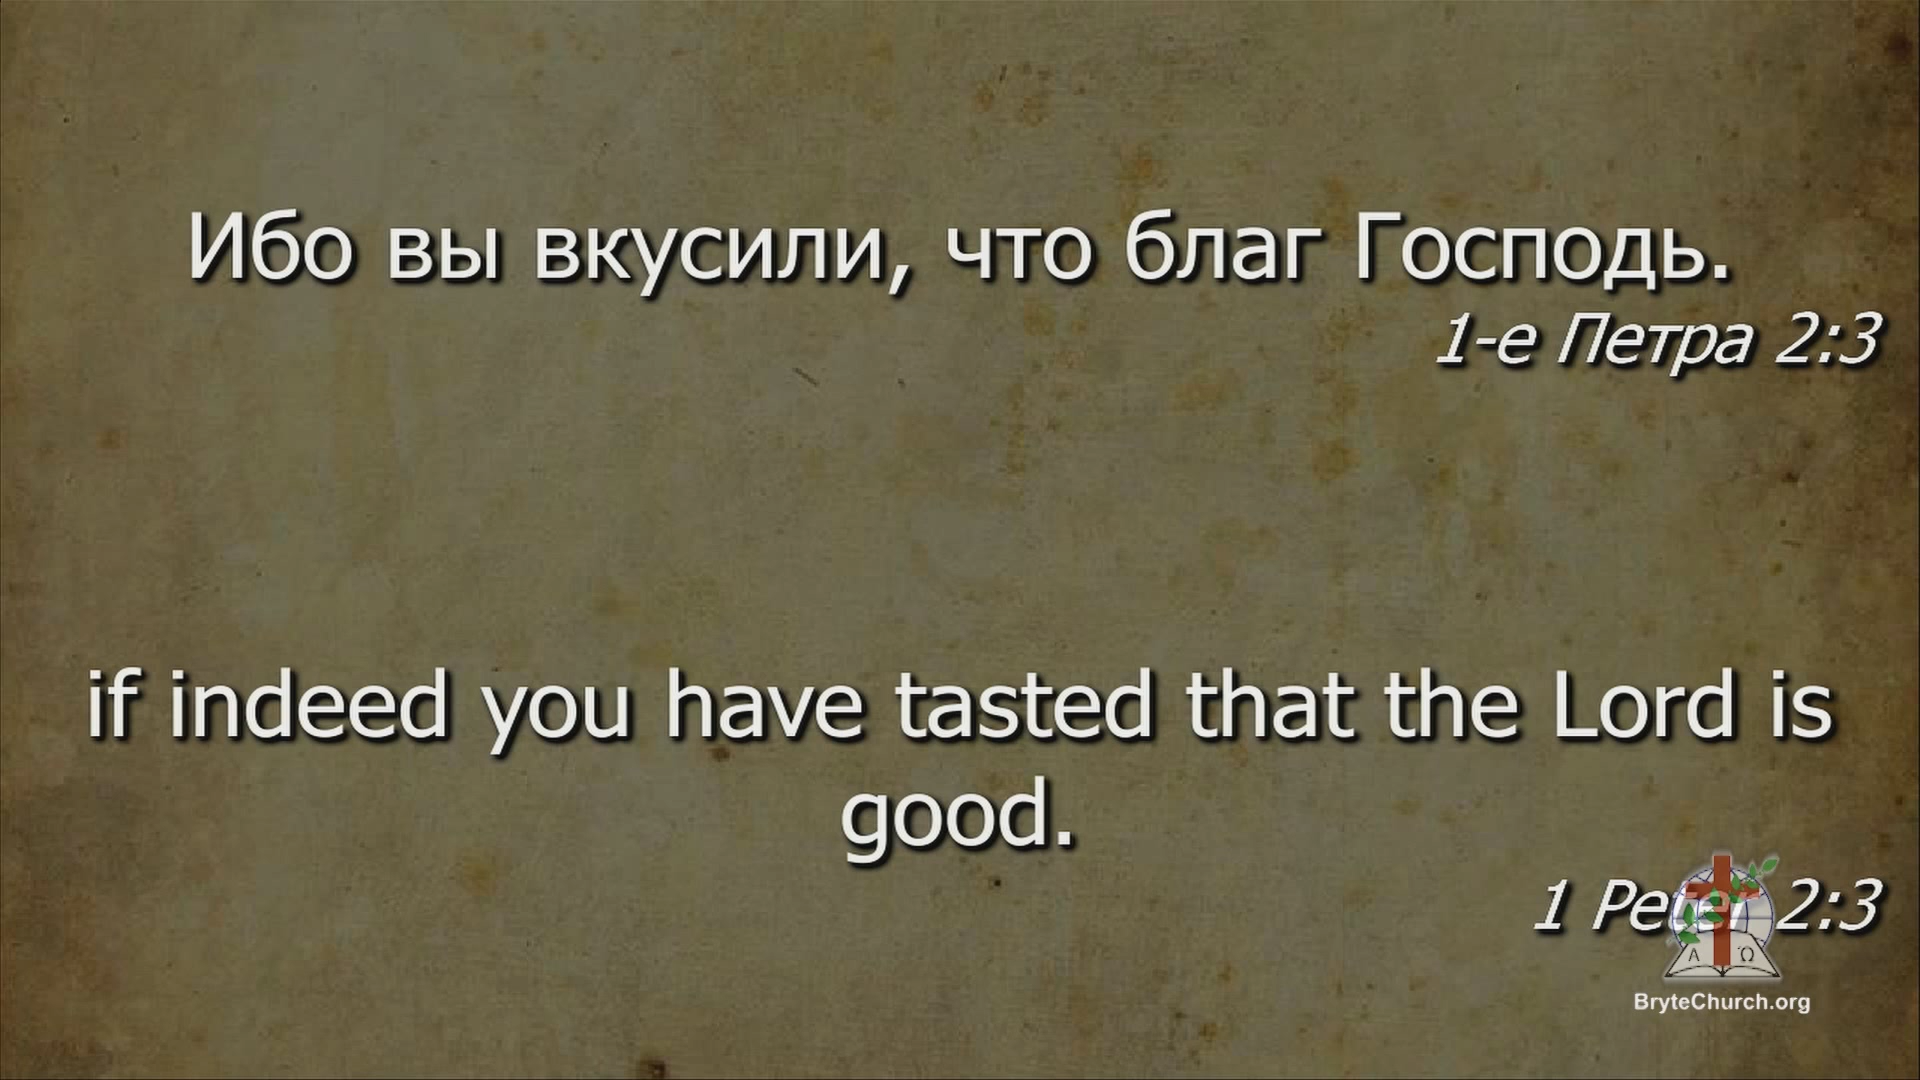 Ибо вы вкусили, что благ Господь.
1-е Петра 2:3
if indeed you have tasted that the Lord is
good.
1 Peter 2:3
Α Ω
BryteChurch.org